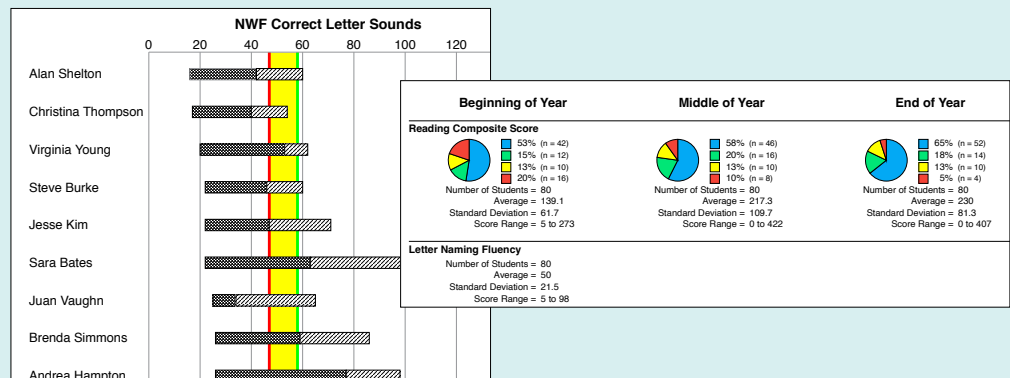 NWF Correct Letter Sounds
0 20 40 60 80 100 120
Alan Shelton
Christina Thompson
Virginia Young
Steve Burke
Jesse Kim
Sara Bates
Juan Vaughn
Brenda Simmons
Andrea Hampton
Beginning of Year Middle of Year End of Year
Reading Composite Score
53% (n = 42) 58% (n = 46) 65% (n = 52)
15% (n = 12) 20% (n = 16) 18% (n = 14)
13% (n = 10) 13% (n = 10) 13% (n = 10)
20% (n = 16) 10% (n = 8) 5% (n = 4)
Number of Students = 80 Number of Students = 80 Number of Students = 80
Average = 139.1 Average = 217.3 Average = 230
Standard Deviation = 61.7 Standard Deviation = 109.7 Standard Deviation = 81.3
Score Range = 5 to 273 Score Range = 0 to 422 Score Range = 0 to 407
Letter Naming Fluency
Number of Students = 80
Average = 50
Standard Deviation = 21.5
Score Range = 5 to 98